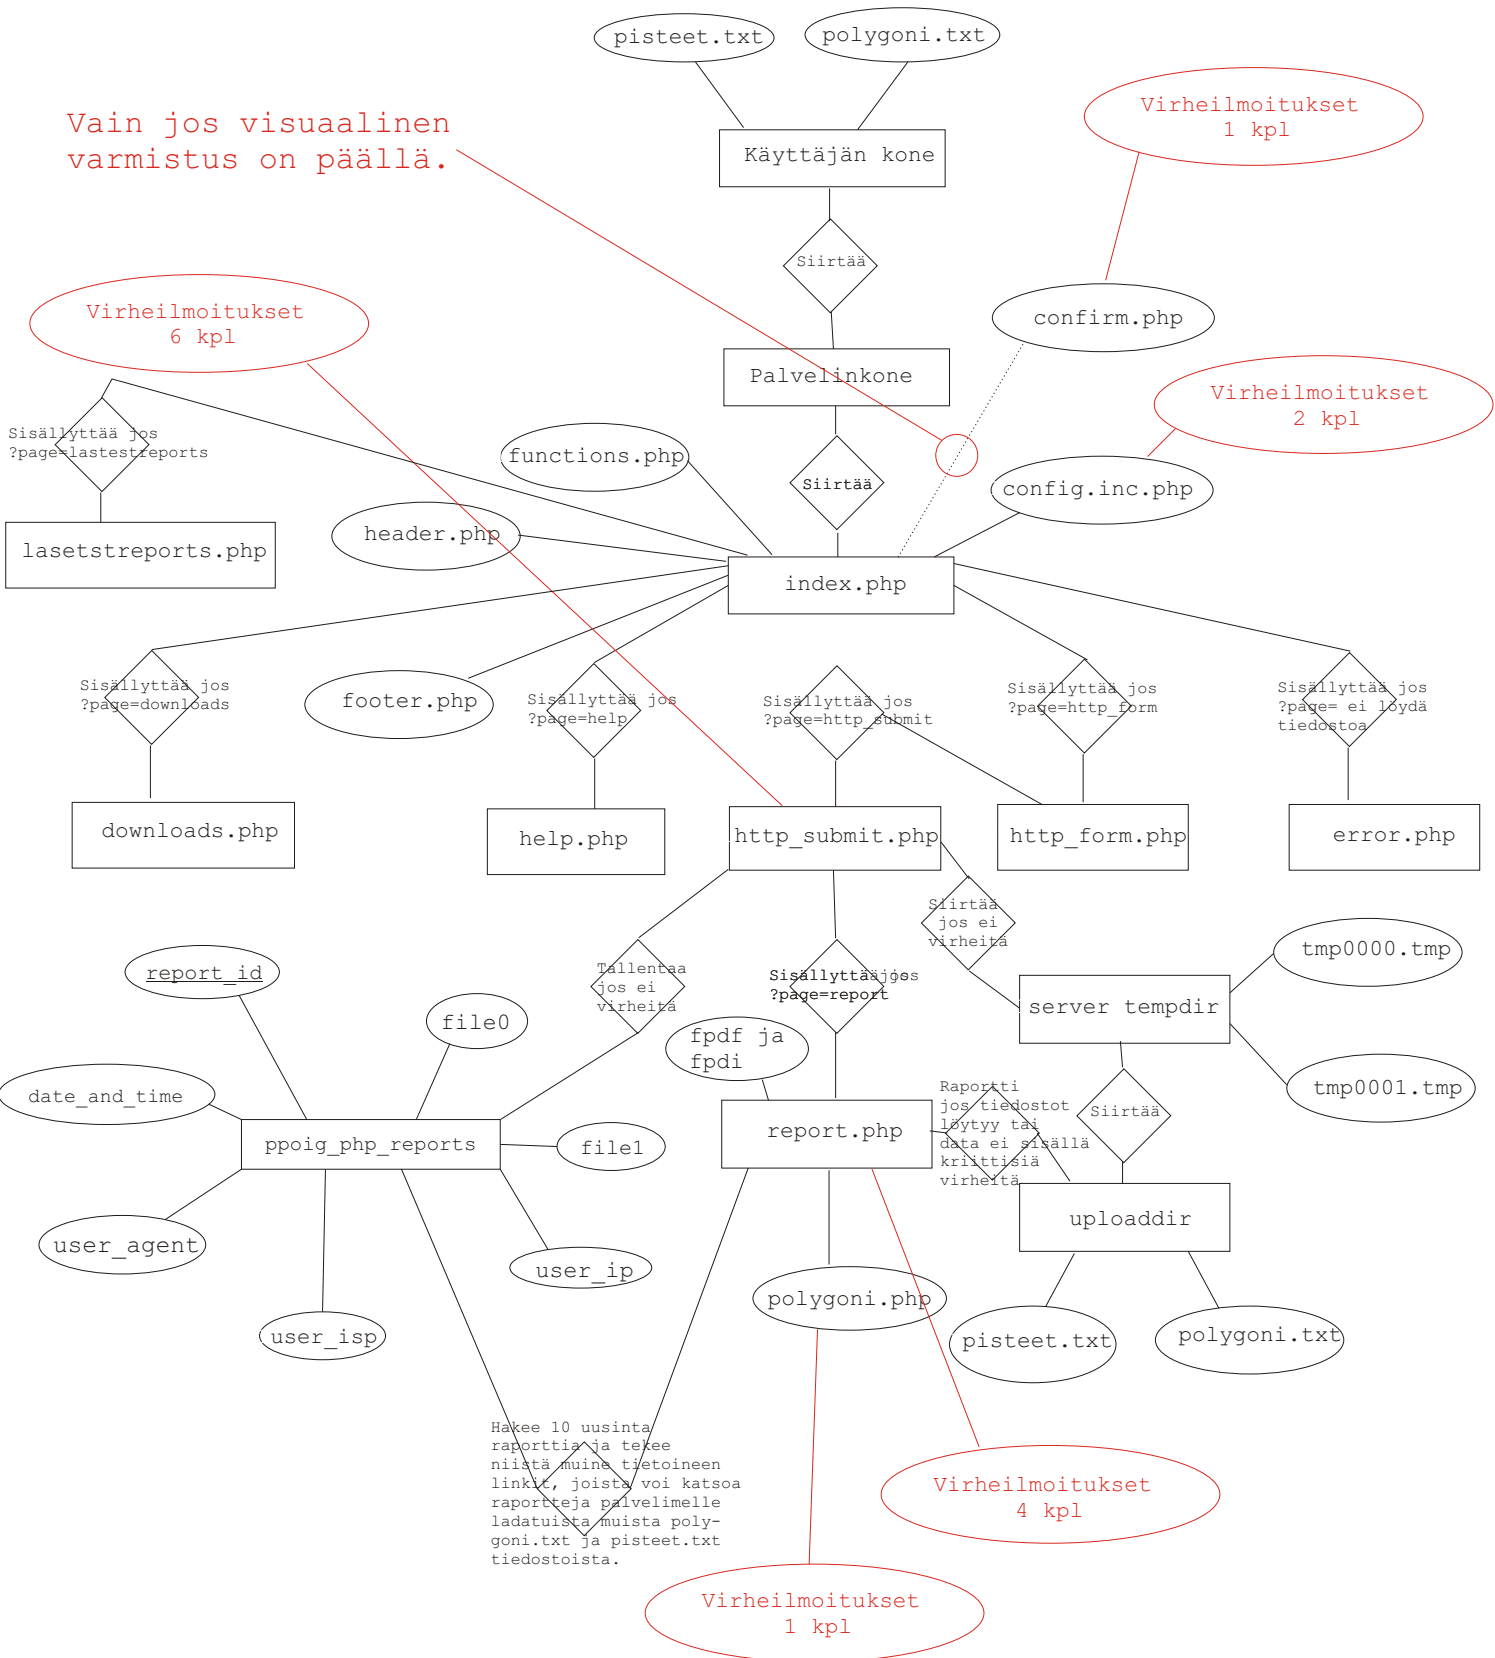 pisteet.txt
polygoni.txt
Virheilmoitukset
1 kpl
Vain jos visuaalinen
varmistus on päällä.
Käyttäjän kone
Siirtää
Virheilmoitukset
6 kpl
confirm.php
Palvelinkone
Virheilmoitukset
2 kpl
Sisällyttää jos
?page=lastestreports
functions.php
Siirtää
config.inc.php
header.php
lasetstreports.php
index.php
Sisällyttää jos
?page=downloads
footer.php
Sisällyttää jos
?page=help
Sisällyttää jos
?page=http_submit
Sisällyttää jos
?page=http_form
Sisällyttää jos
?page= ei löydä
tiedostoa
downloads.php
help.php
http_submit.php
http_form.php
error.php
Siirtää
jos ei
virheitä
report_id
Tallentaa
jos ei
virheitä
Sisällyttää jos
?page=report
tmp0000.tmp
server tempdir
file0
fpdf ja
fpdi
date_and_time
Raportti
jos tiedostot
löytyy tai
data ei sisällä
kriittisiä
virheitä
Siirtää
tmp0001.tmp
ppoig_php_reports
file1
report.php
uploaddir
user_agent
user_ip
polygoni.php
user_isp
pisteet.txt
polygoni.txt
Hakee 10 uusinta
raporttia ja tekee
niistä muine tietoineen
linkit, joista voi katsoa
raportteja palvelimelle
ladatuista muista poly-
goni.txt ja pisteet.txt
tiedostoista.
Virheilmoitukset
4 kpl
Virheilmoitukset
1 kpl